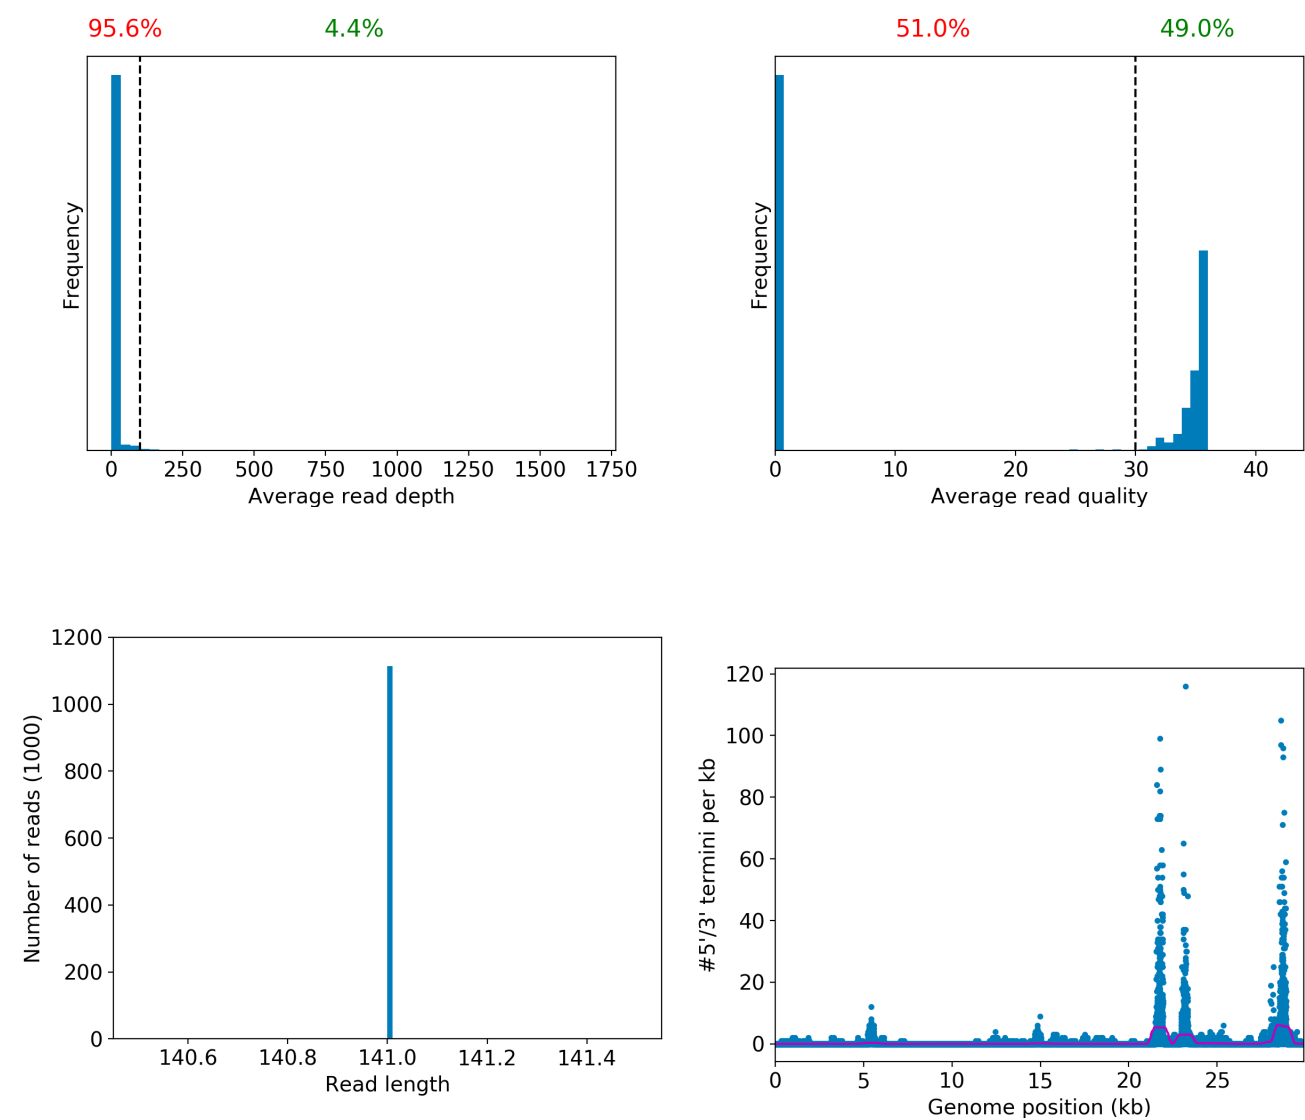 95.6%
4.4%
Frequency
0 250 500 750 1000 1250 1500 1750
Average read depth
51.0%
49.0%
Frequency
0 10 20 30 40
Average read quality
1200
1000
800
600
400
200
0
Number of reads (1000)
140.6 140.8 141.0 141.2 141.4
Read length
120
100
80
60
40
20
0
#5'/3' termini per kb
0 5 10 15 20 25
Genome position (kb)